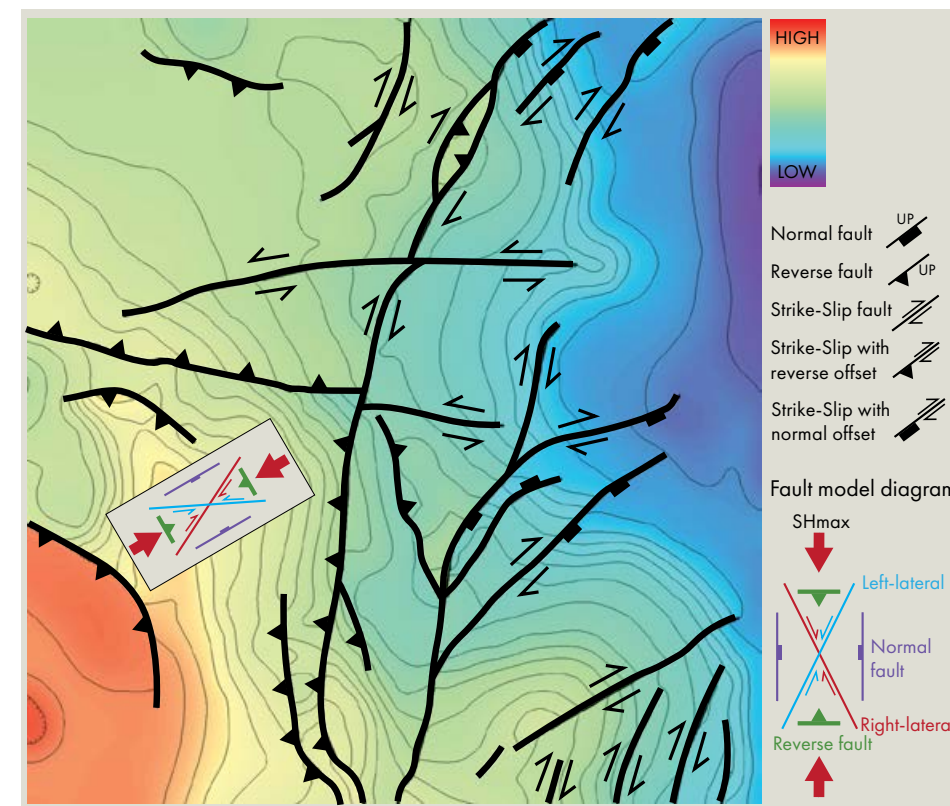 HIGH
LOW
UP
Normal fault
Reverse fault
UP
Strike-Slip fault
Strike-Slip with
reverse offset
Strike-Slip with
normal offset
Fault model diagram
SHmax
Left-lateral
Normal
fault
Right-lateral
Reverse fault